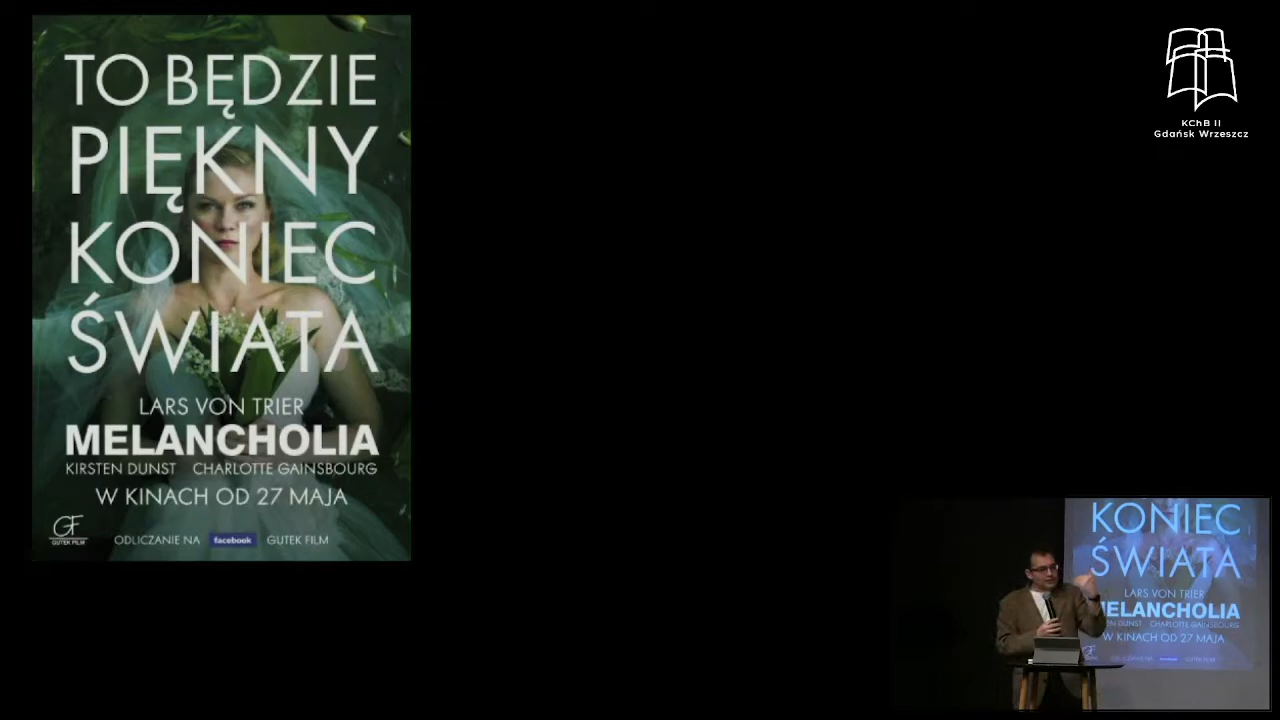 TO BĘDZIE
PIĘKNY
KONIEC
ŚWIATA
LARS VON TRIER
MELANCHOLIA
KIRSTEN DUNST CHARLOTTE GAINSBOURG
W KINACH OD 27 MAJA
GF
GUTEK FILM
ODLICZANIE NA facebook GUTEK FILM
KChB II
Gdańsk Wrzeszcz
KONIEC
ŚWIATA
LARS VON TRIER
MELANCHOLIA
DUNST CHARLOTTE GAINSBOURG
W KINACH OD 27 MAJA